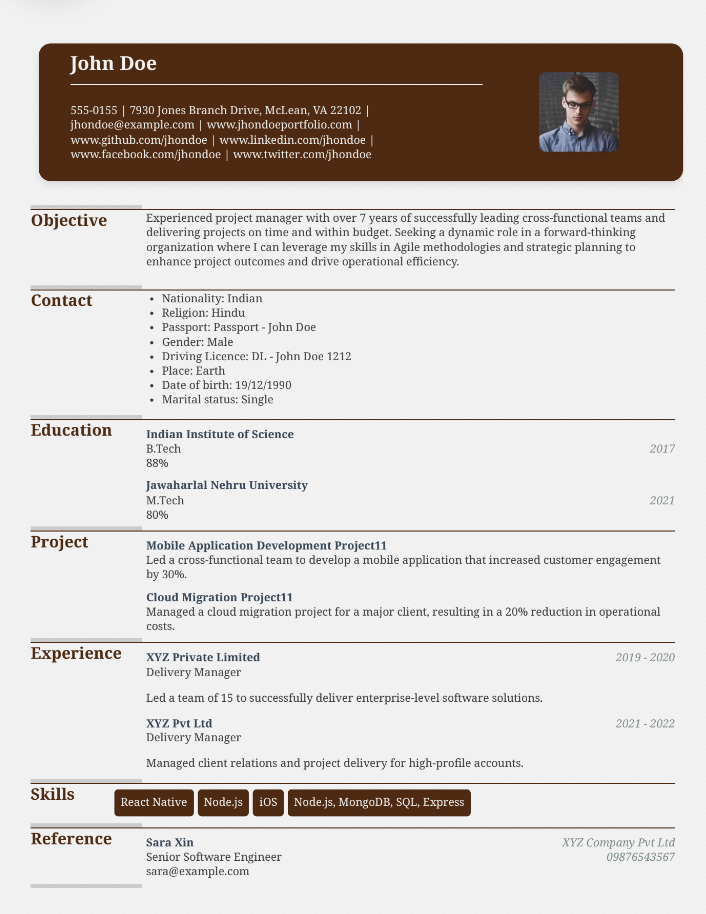 John Doe
555-0155 | 7930 Jones Branch Drive, McLean, VA 22102 |
jhondoe@example.com | www.jhondoeportfolio.com |
www.github.com/jhondoe | www.linkedin.com/jhondoe |
www.facebook.com/jhondoe | www.twitter.com/jhondoe
Objective
Experienced project manager with over 7 years of successfully leading cross-functional teams and
delivering projects on time and within budget. Seeking a dynamic role in a forward-thinking
organization where I can leverage my skills in Agile methodologies and strategic planning to
enhance project outcomes and drive operational efficiency.
Contact
• Nationality: Indian
• Religion: Hindu
• Passport: Passport - John Doe
• Gender: Male
• Driving Licence: DL - John Doe 1212
• Place: Earth
• Date of birth: 19/12/1990
• Marital status: Single
Education
Indian Institute of Science
B.Tech 2017
88%
Jawaharlal Nehru University
M.Tech 2021
80%
Project
Mobile Application Development Project11
Led a cross-functional team to develop a mobile application that increased customer engagement
by 30%.
Cloud Migration Project11
Managed a cloud migration project for a major client, resulting in a 20% reduction in operational
costs.
Experience
XYZ Private Limited 2019 - 2020
Delivery Manager
Led a team of 15 to successfully deliver enterprise-level software solutions.
XYZ Pvt Ltd 2021 - 2022
Delivery Manager
Managed client relations and project delivery for high-profile accounts.
Skills
React Native Node.js iOS Node.js, MongoDB, SQL, Express
Reference
Sara Xin XYZ Company Pvt Ltd
Senior Software Engineer 09876543567
sara@example.com